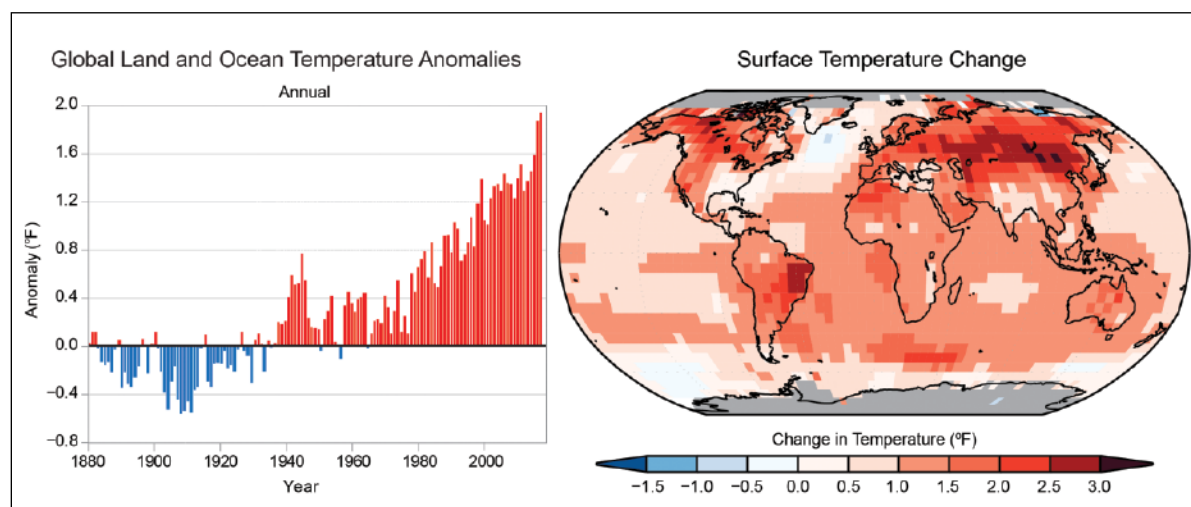 Global Land and Ocean Temperature Anomalies
Annual
2.0
1.6
1.2
0.8
0.4
0.0
−0.4
−0.8
Anomaly (°F)
1880 1900 1920 1940 1960 1980 2000
Year
Surface Temperature Change
Change in Temperature (°F)
−1.5 −1.0 −0.5 0.0 0.5 1.0 1.5 2.0 2.5 3.0